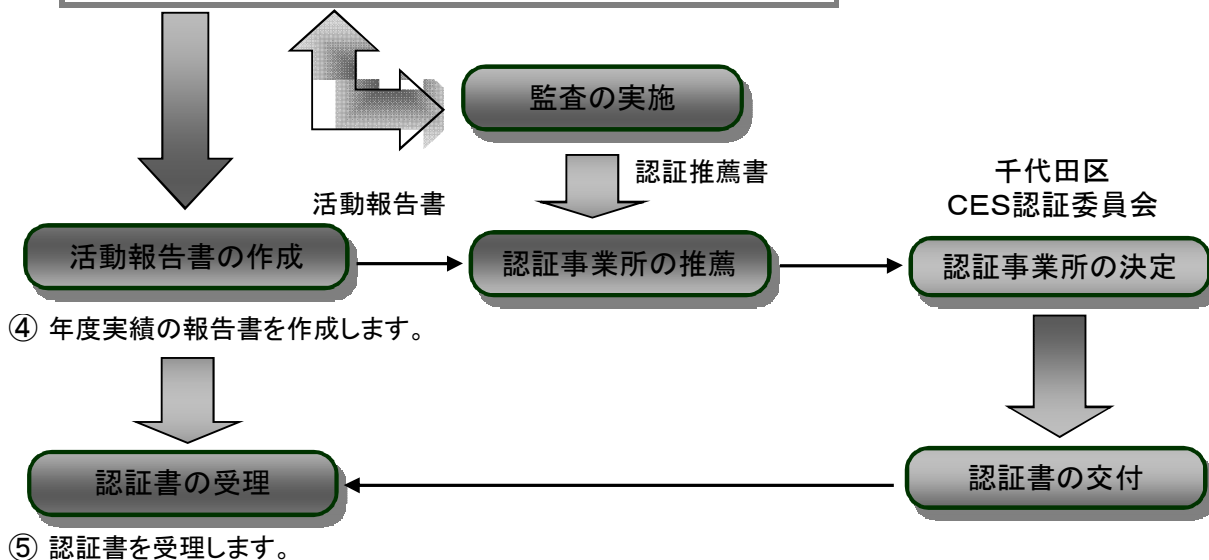 監査の実施
認証推薦書
千代田区
CES認証委員会
活動報告書
活動報告書の作成
認証事業所の推薦
認証事業所の決定
④ 年度実績の報告書を作成します。
認証書の受理
認証書の交付
⑤ 認証書を受理します。